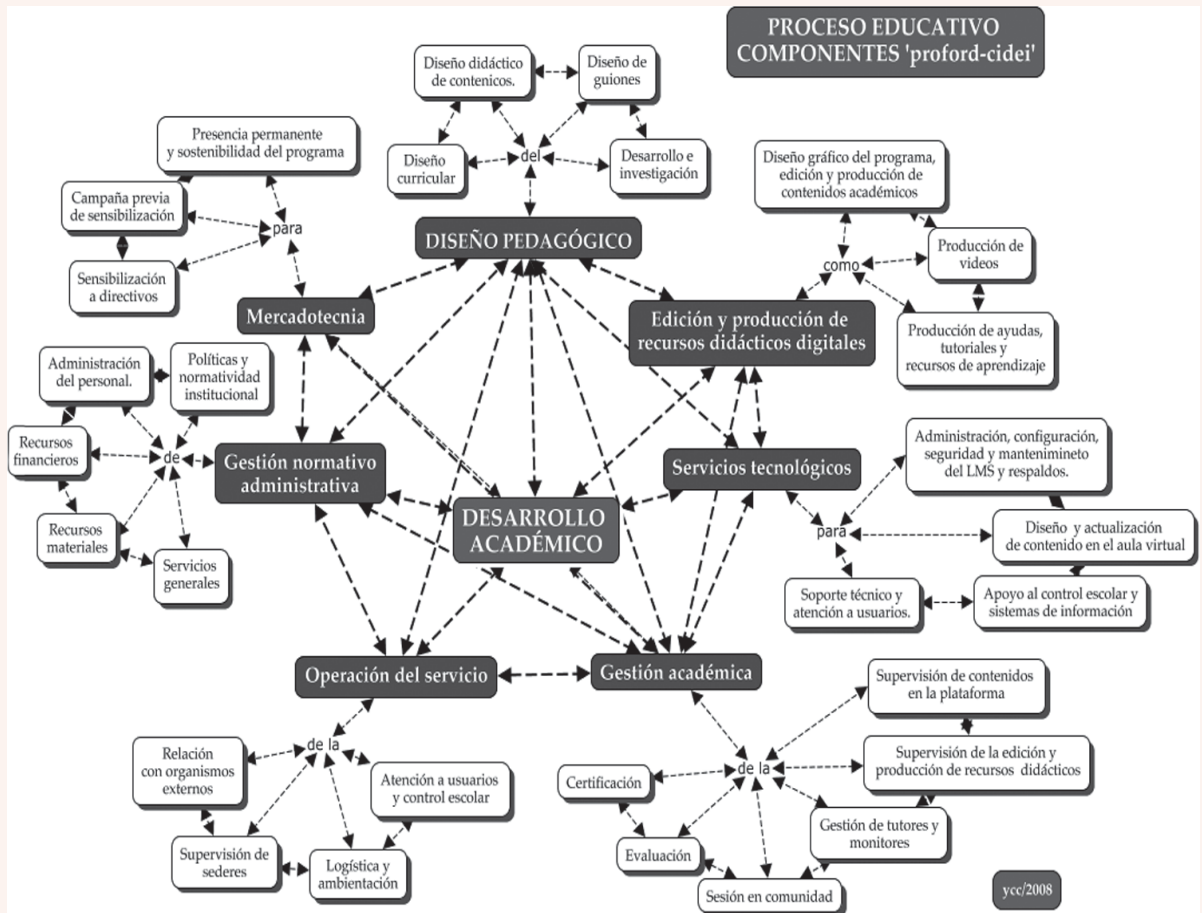 PROCESO EDUCATIVO
COMPONENTES 'proford-cidei'
Diseño didáctico
de contenicos.
Diseño de
guiones
Diseño
curricular
del
Desarrollo e
investigación
DISEÑO PEDAGÓGICO
Presencia permanente
y sostenibilidad del programa
Campaña previa
de sensibilización
para
Sensibilización
a directivos
Mercadotecnia
Diseño gráfico del programa,
edición y producción de
contenidos académicos
como
Producción de
videos
Producción de ayudas,
tutoriales y
recursos de aprendizaje
Edición y producción de
recursos didácticos digitales
Administración
del personal.
Políticas y
normatividad
institucional
Recursos
financieros
de
Recursos
materiales
Servicios
generales
Gestión normativo
administrativa
DESARROLLO
ACADÉMICO
Servicios tecnológicos
Administración, configuración,
seguridad y mantenimineto
del LMS y respaldos.
para
Diseño y actualización
de contenido en el aula virtual
Soporte técnico y
atención a usuarios.
Apoyo al control escolar y
sistemas de información
Operación del servicio
de la
Relación
con organismos
externos
Atención a usuarios
y control escolar
Supervisión de
sederes
Logística y
ambientación
Gestión académica
de la
Supervisión de contenidos
en la plataforma
Supervisión de la edición y
producción de recursos didácticos
Certificación
Gestión de tutores y
monitores
Evaluación
Sesión en comunidad
ycc/2008